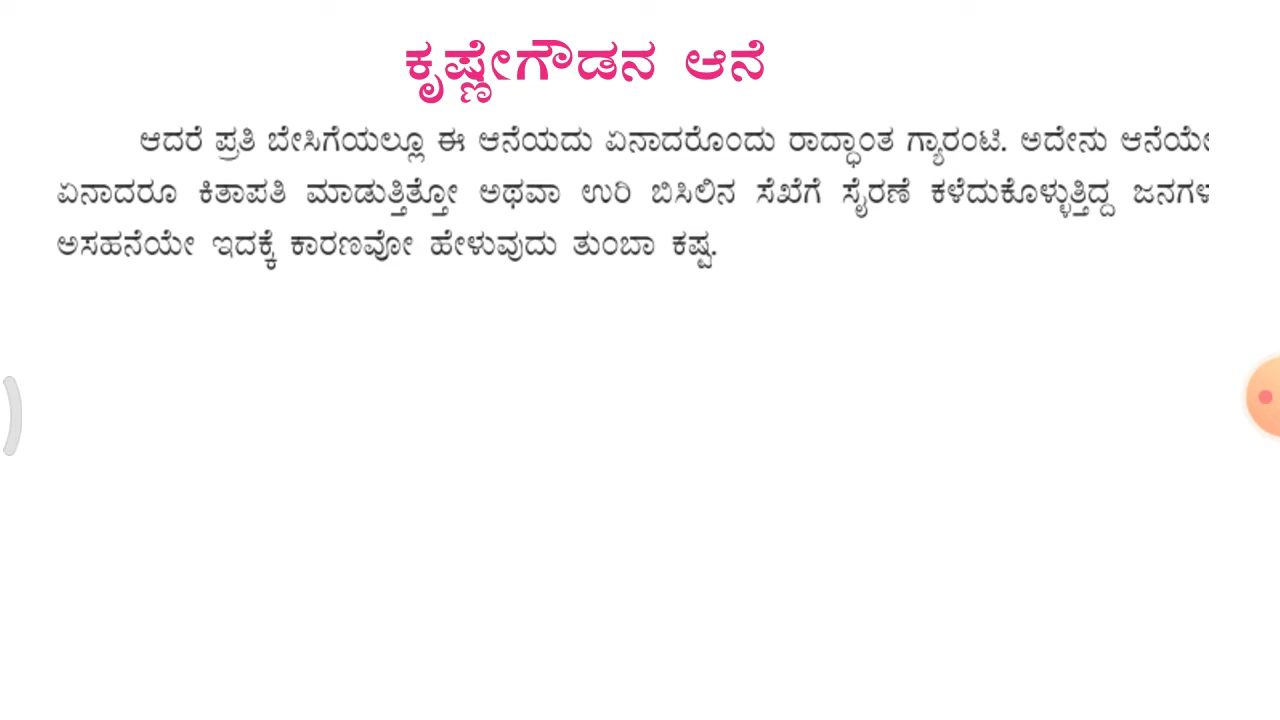 ಕೃಷ್ಣೇಗೌಡನ ಆನೆ
ಆದರೆ ಪ್ರತಿ ಬೇಸಿಗೆಯಲ್ಲೂ ಈ ಆನೆಯದು ಏನಾದರೊಂದು ರಾದ್ಧಾಂತ ಗ್ಯಾರಂಟಿ. ಅದೇನು ಆನೆಯೇ
ಏನಾದರೂ ಕಿತಾಪತಿ ಮಾಡುತ್ತಿತ್ತೋ ಅಥವಾ ಉರಿ ಬಿಸಿಲಿನ ಸೆಖೆಗೆ ಸೈರಣೆ ಕಳೆದುಕೊಳ್ಳುತ್ತಿದ್ದ ಜನಗಳ
ಅಸಹನೆಯೇ ಇದಕ್ಕೆ ಕಾರಣವೋ ಹೇಳುವುದು ತುಂಬಾ ಕಷ್ಟ.